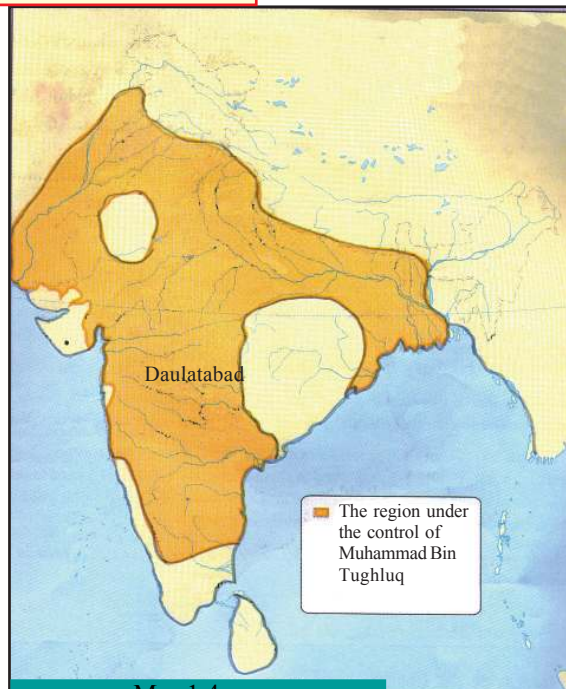 Daulatabad
The region under
the control of
Muhammad Bin
Tughluq